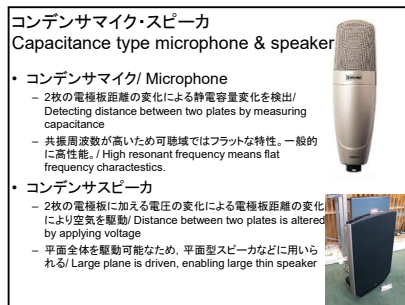 コンデンサマイク・スピーカ
Capacitance type microphone & speaker
• コンデンサマイク/ Microphone
– 2枚の電極板距離の変化による静電容量変化を検出/
Detecting distance between two plates by measuring
capacitance
– 共振周波数が高いため可聴域ではフラットな特性。一般的
に高性能。/ High resonant frequency means flat
frequency charactestics.
• コンデンサスピーカ
– 2枚の電極板に加える電圧の変化による電極板距離の変化
により空気を駆動/ Distance between two plates is altered
by applying voltage
– 平面全体を駆動可能なため，平面型スピーカなどに用いら
れる/ Large plane is driven, enabling large thin speaker